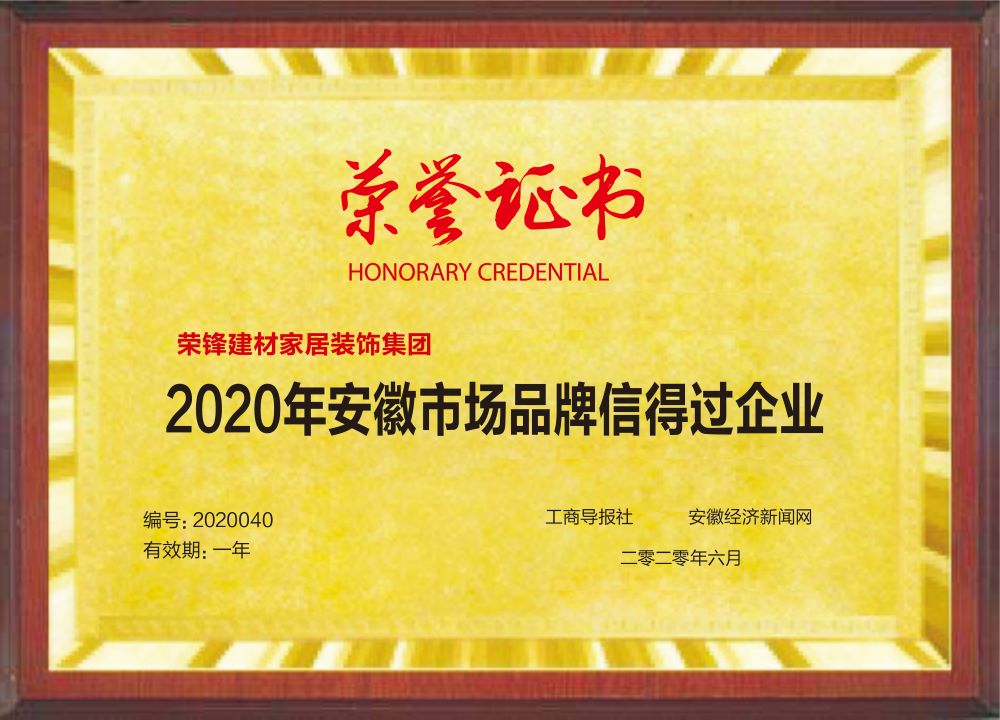 荣誉证书
HONORARY CREDENTIAL
荣锋建材家居装饰集团
2020年安徽市场品牌信得过企业
编号: 2020040
有效期: 一年
工商导报社 安徽经济新闻网
二零二零年六月